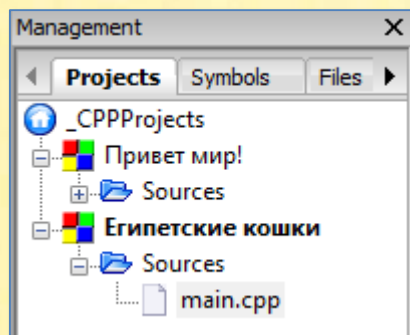 Management
Projects Symbols Files
_CPPProjects
Привет мир!
Sources
Египетские кошки
Sources
main.cpp